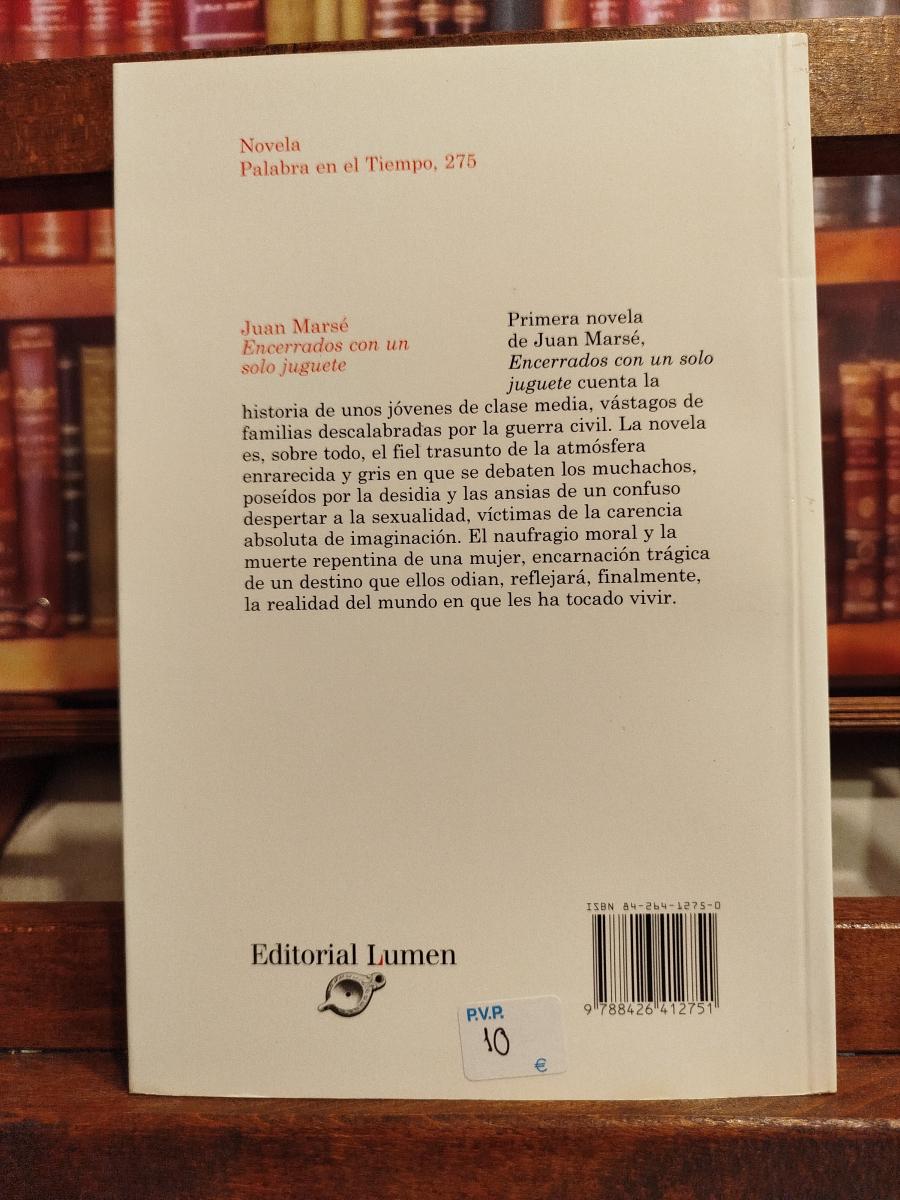 Novela
Palabra en el Tiempo, 275
Juan Marsé
Encerrados con un
solo juguete
Primera novela
de Juan Marsé,
Encerrados con un solo
juguete cuenta la
historia de unos jóvenes de clase media, vástagos de
familias descalabradas por la guerra civil. La novela
es, sobre todo, el fiel trasunto de la atmósfera
enrarecida y gris en que se debaten los muchachos,
poseídos por la desidia y las ansias de un confuso
despertar a la sexualidad, víctimas de la carencia
absoluta de imaginación. El naufragio moral y la
muerte repentina de una mujer, encarnación trágica
de un destino que ellos odian, reflejará, finalmente,
la realidad del mundo en que les ha tocado vivir.
ISBN 84-264-1275-0
9 788426 412751
Editorial Lumen
P.V.P.
10
€